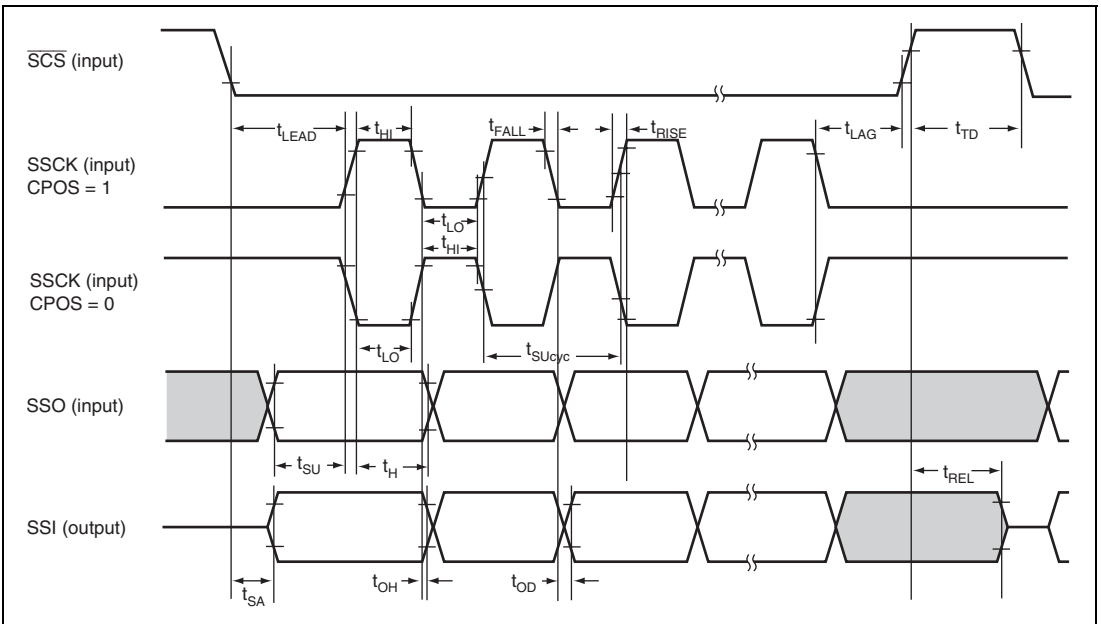 SCS (input)
tLEAD tHI tFALL tRISE tLAG tTD
SSCK (input)
CPOS = 1
tLO
tHI
SSCK (input)
CPOS = 0
tLO tSUcyc
SSO (input)
tSU tH
tREL
SSI (output)
tSA tOH tOD